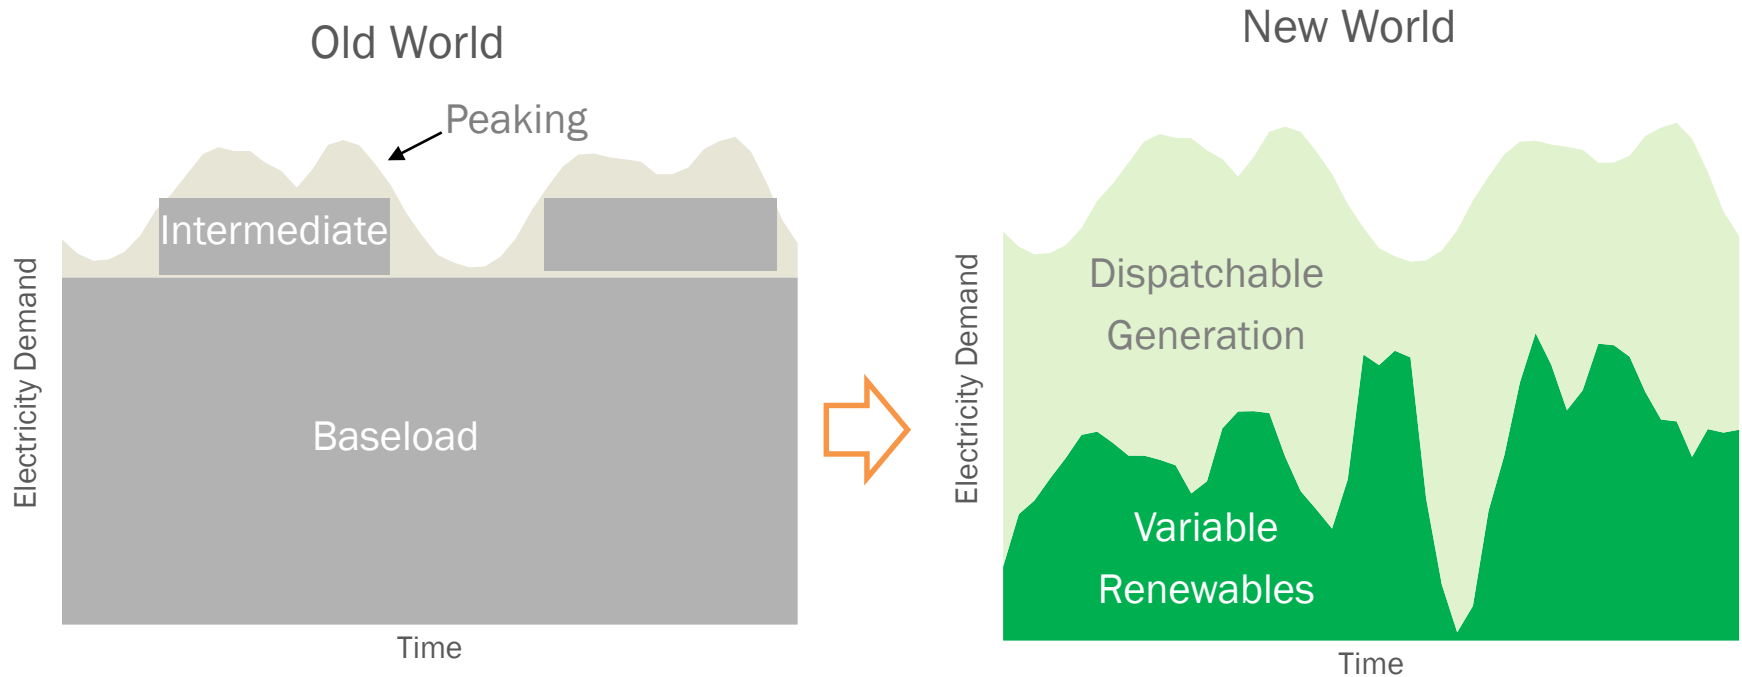 Old World
Peaking
Intermediate
Baseload
Electricity Demand
Time
New World
Dispatchable
Generation
Variable
Renewables
Electricity Demand
Time